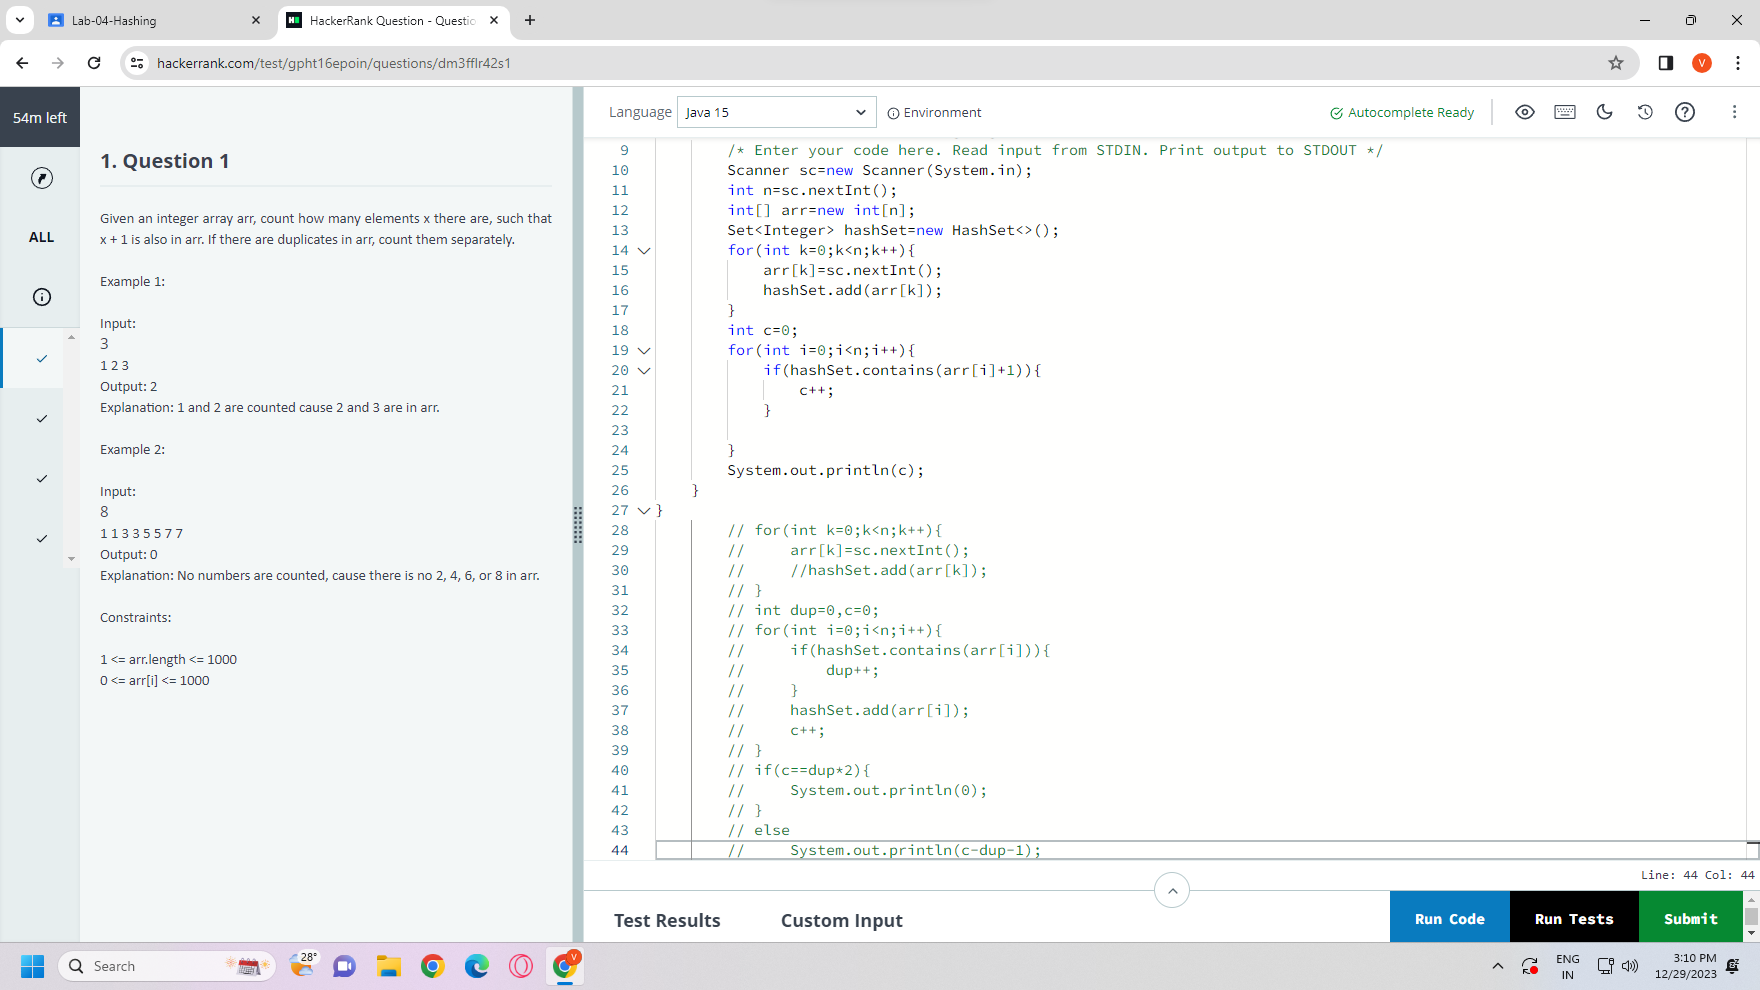 Lab-04-Hashing
HackerRank Question - Questio
hackerrank.com/test/gpht16epoin/questions/dm3fflr42s1
V
54m left
ALL
1. Question 1
Given an integer array arr, count how many elements x there are, such that
x + 1 is also in arr. If there are duplicates in arr, count them separately.
Example 1:
Input:
3
1 2 3
Output: 2
Explanation: 1 and 2 are counted cause 2 and 3 are in arr.
Example 2:
Input:
8
1 1 3 3 5 5 7 7
Output: 0
Explanation: No numbers are counted, cause there is no 2, 4, 6, or 8 in arr.
Constraints:
1 <= arr.length <= 1000
0 <= arr[i] <= 1000
Language Java 15 Environment Autocomplete Ready
9 /* Enter your code here. Read input from STDIN. Print output to STDOUT */
10 Scanner sc=new Scanner(System.in);
11 int n=sc.nextInt();
12 int[] arr=new int[n];
13 Set<Integer> hashSet=new HashSet<>();
14 for(int k=0;k<n;k++){
15 arr[k]=sc.nextInt();
16 hashSet.add(arr[k]);
17 }
18 int c=0;
19 for(int i=0;i<n;i++){
20 if(hashSet.contains(arr[i]+1)){
21 c++;
22 }
23
24 }
25 System.out.println(c);
26 }
27 }
28 // for(int k=0;k<n;k++){
29 // arr[k]=sc.nextInt();
30 // //hashSet.add(arr[k]);
31 // }
32 // int dup=0,c=0;
33 // for(int i=0;i<n;i++){
34 // if(hashSet.contains(arr[i])){
35 // dup++;
36 // }
37 // hashSet.add(arr[i]);
38 // c++;
39 // }
40 // if(c==dup*2){
41 // System.out.println(0);
42 // }
43 // else
44 // System.out.println(c-dup-1);
Line: 44 Col: 44
Test Results Custom Input Run Code Run Tests Submit
Search
28°
V
ENG
IN
3:10 PM
12/29/2023